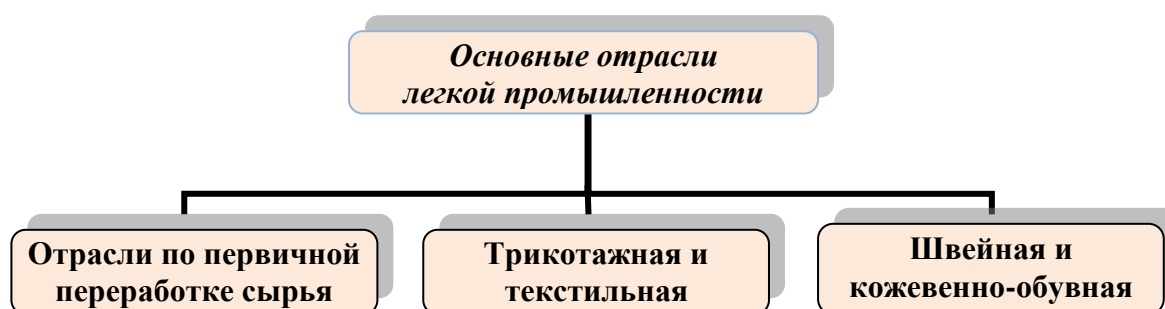 Основные отрасли
легкой промышленности
Отрасли по первичной
переработке сырья
Трикотажная и
текстильная
Швейная и
кожевенно-обувная